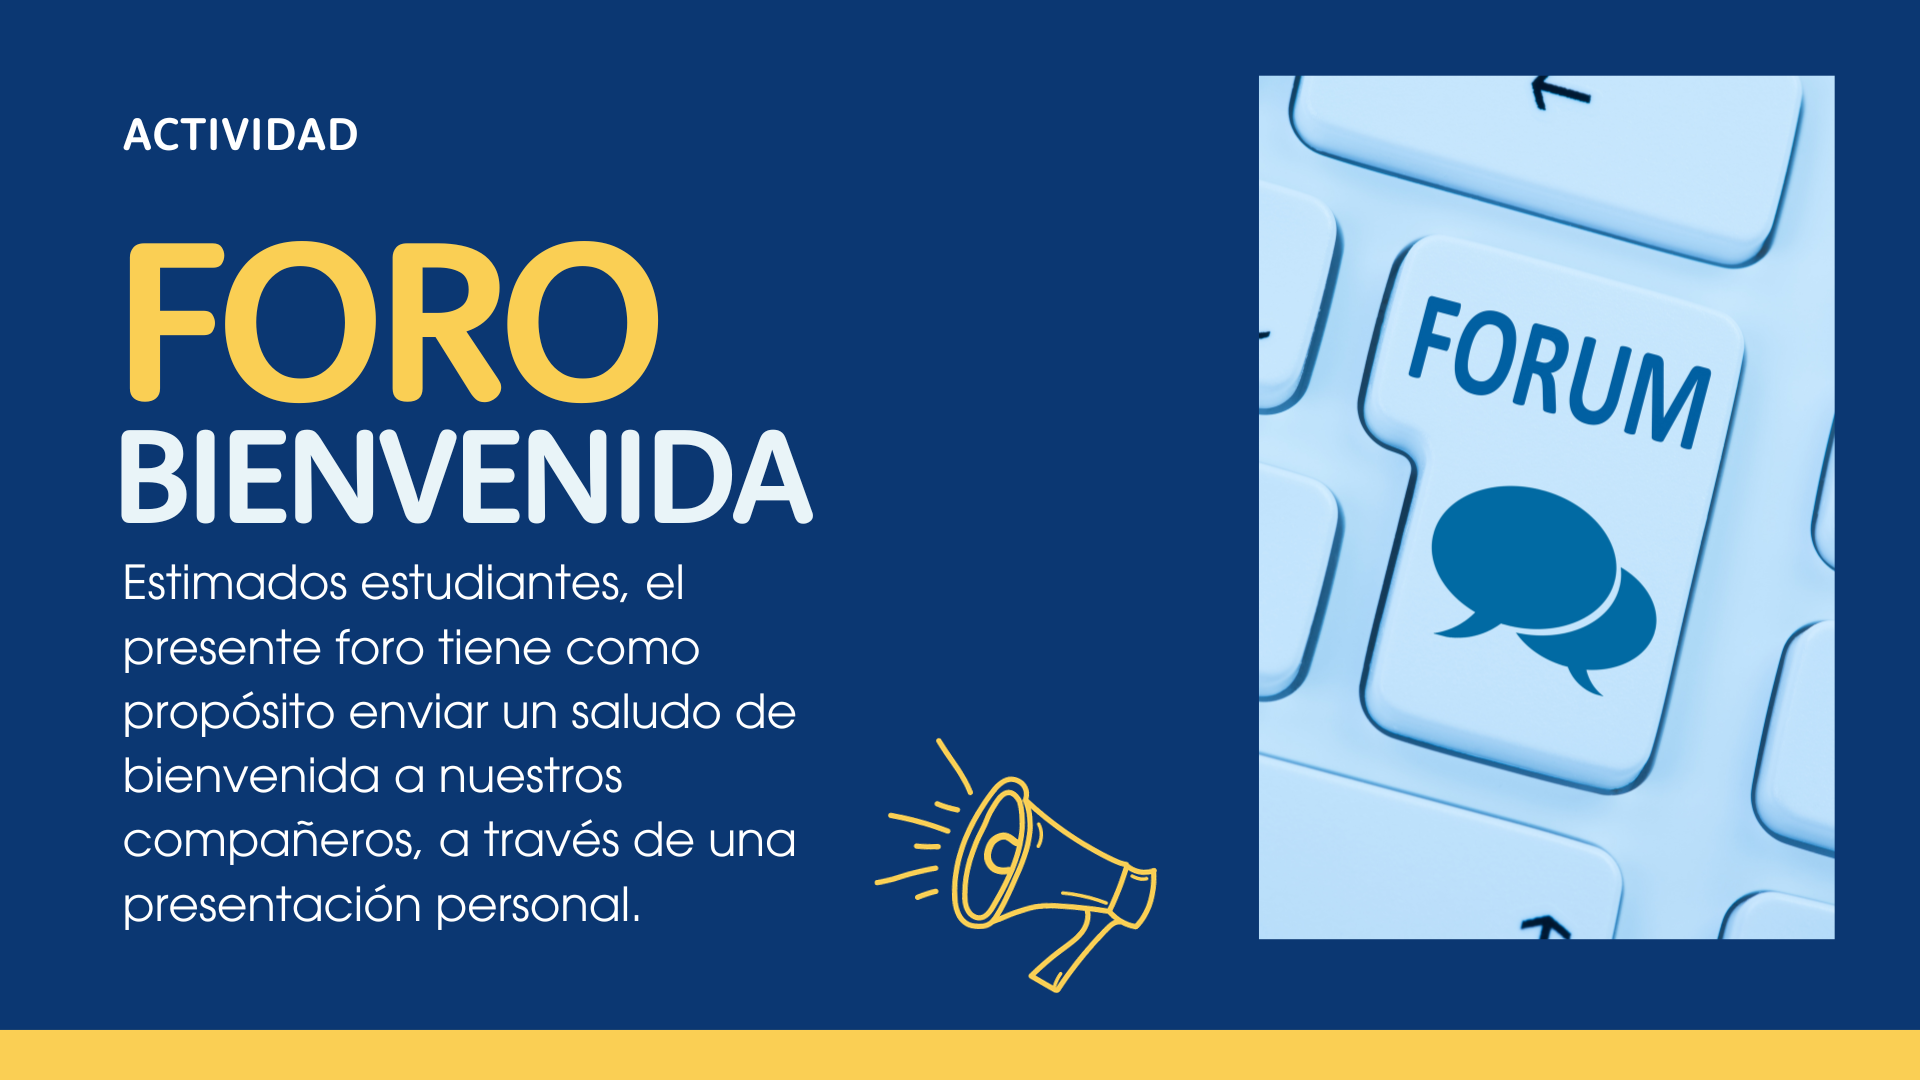 ACTIVIDAD
FORO
BIENVENIDA
Estimados estudiantes, el
presente foro tiene como
propósito enviar un saludo de
bienvenida a nuestros
compañeros, a través de una
presentación personal.
FORUM